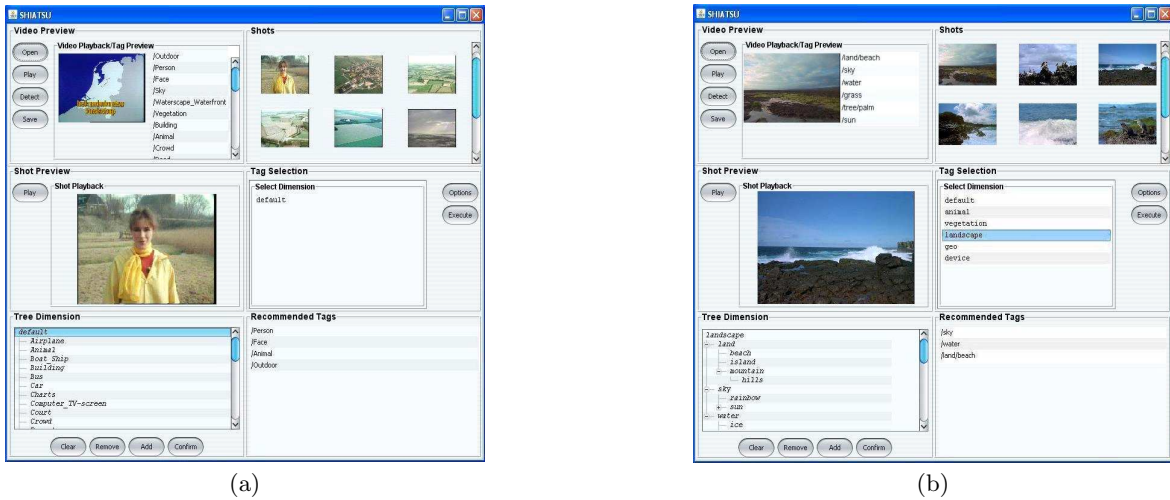 SHIATSU
Video Preview
Open
Play
Detect
Save
Video Playback/Tag Preview
/Outdoor
/Person
/Face
/Sky
/Waterscape_Waterfront
/Vegetation
/Building
/Animal
/Crowd
Shots
Shot Preview
Play
Shot Playback
Tag Selection
Select Dimension
default
Options
Execute
Tree Dimension
default
Airplane
Animal
Boat_Ship
Building
Bus
Car
Charts
Computer_TV-screen
Court
Crowd
Recommended Tags
/Person
/Face
/Animal
/Outdoor
Clear Remove Add Confirm
(a)
SHIATSU
Video Preview
Open
Play
Detect
Save
Video Playback/Tag Preview
/land/beach
/sky
/water
/grass
/tree/palm
/sun
Shots
Shot Preview
Play
Shot Playback
Tag Selection
Select Dimension
default
animal
vegetation
landscape
geo
device
Options
Execute
Tree Dimension
landscape
land
beach
island
mountain
hills
sky
rainbow
sun
water
ice
Recommended Tags
/sky
/water
/land/beach
Clear Remove Add Confirm
(b)